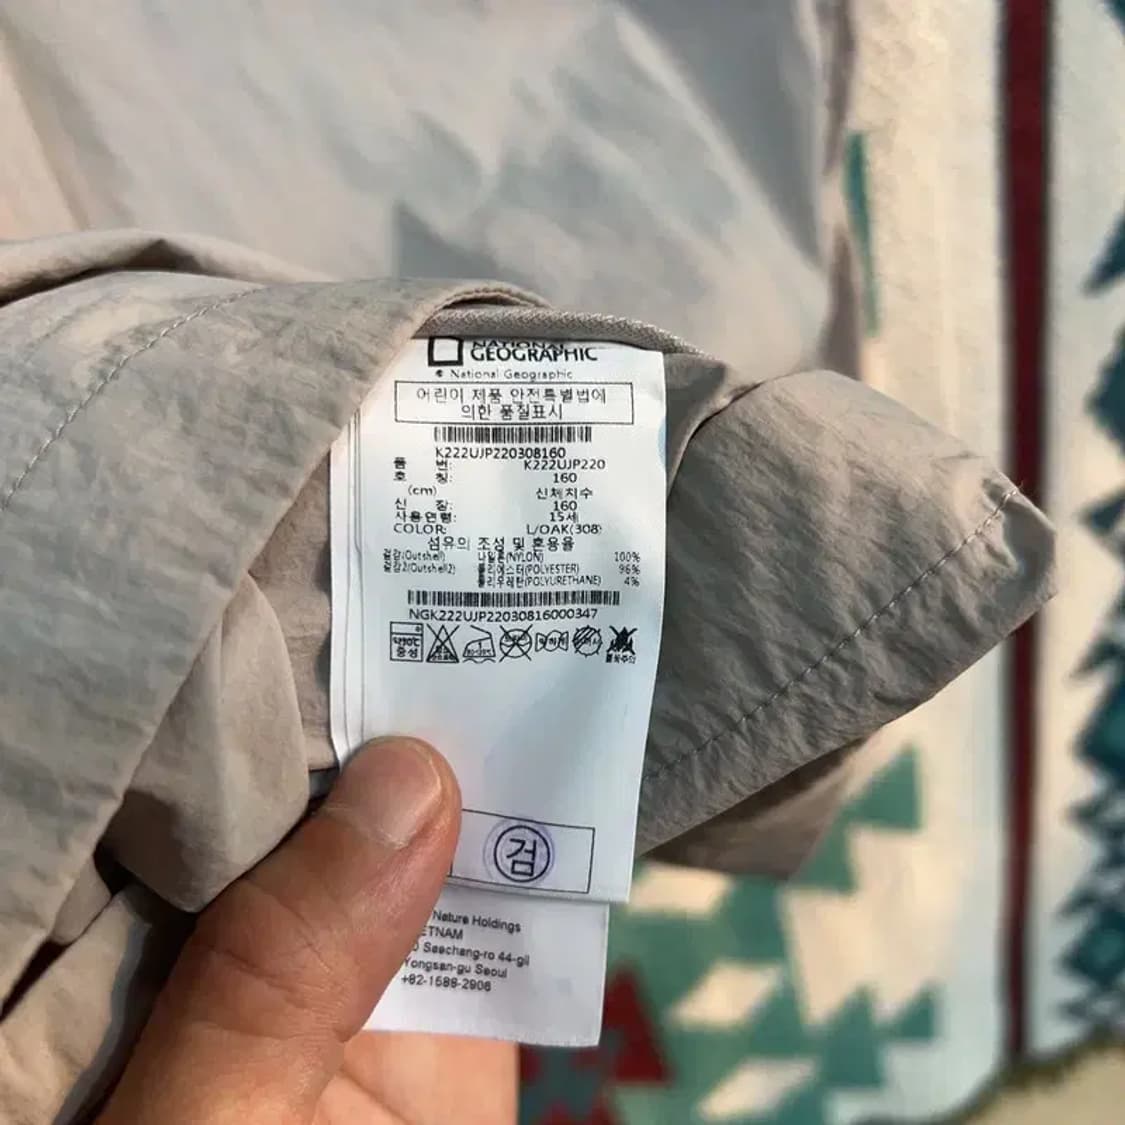 NATIONAL
GEOGRAPHIC
© National Geographic
어린이 제품 안전특별법에
의한 품질표시
K222UJP220308160
품 번: K222UJP220
호 칭: 160
(cm) 신체치수
신 장: 160
사용연령: 15세
COLOR: L/OAK(308)
섬유의 조성 및 혼용율
겉감(Outshell) 나일론(NYLON) 100%
겉감2(Outshell2) 폴리에스터(POLYESTER) 96%
폴리우레탄(POLYURETHANE) 4%
NGK222UJP22030816000347
약30℃
중성
검
Nature Holdings
ETNAM
Saechang-ro 44-gil
Yongsan-gu Seoul
+82-1588-2906